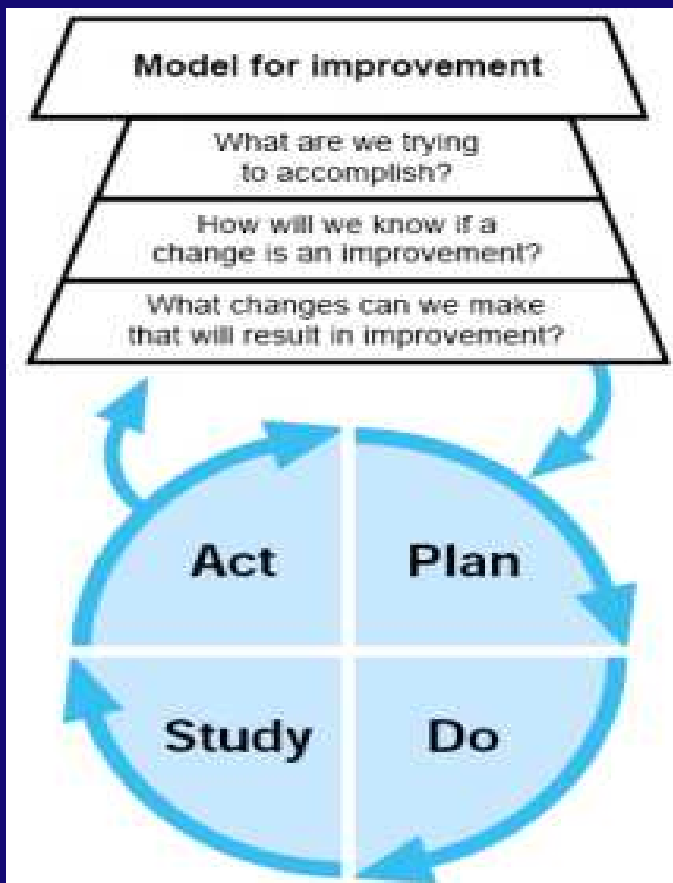 Model for improvement
What are we trying
to accomplish?
How will we know if a
change is an improvement?
What changes can we make
that will result in improvement?
Act
Plan
Study
Do